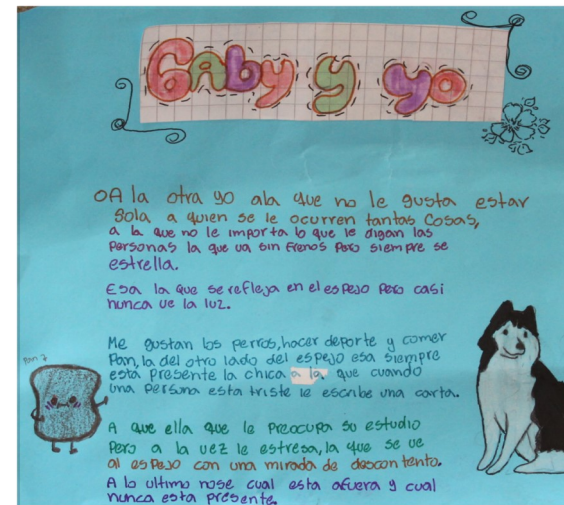 GAby y yo
OA la otra yo ala que no le gusta estar
sola a quien se le ocurren tantas cosas,
a la que no le importa lo que le digan las
personas la que va sin frenos pero siempre se
estrella.
Esa la que se refleja en el espejo pero casi
nunca ve la luz.
Me gustan los perros, hacer deporte y comer
Pan, la del otro lado del espejo esa siempre
está presente la chica a la que cuando
una persona esta triste le escribe una carta.
A que ella que le preocupa su estudio
pero a la vez le estresa, la que se ve
al espejo con una mirada de descontento.
A lo ultimo nose cual esta afuera y cual
nunca esta presente.